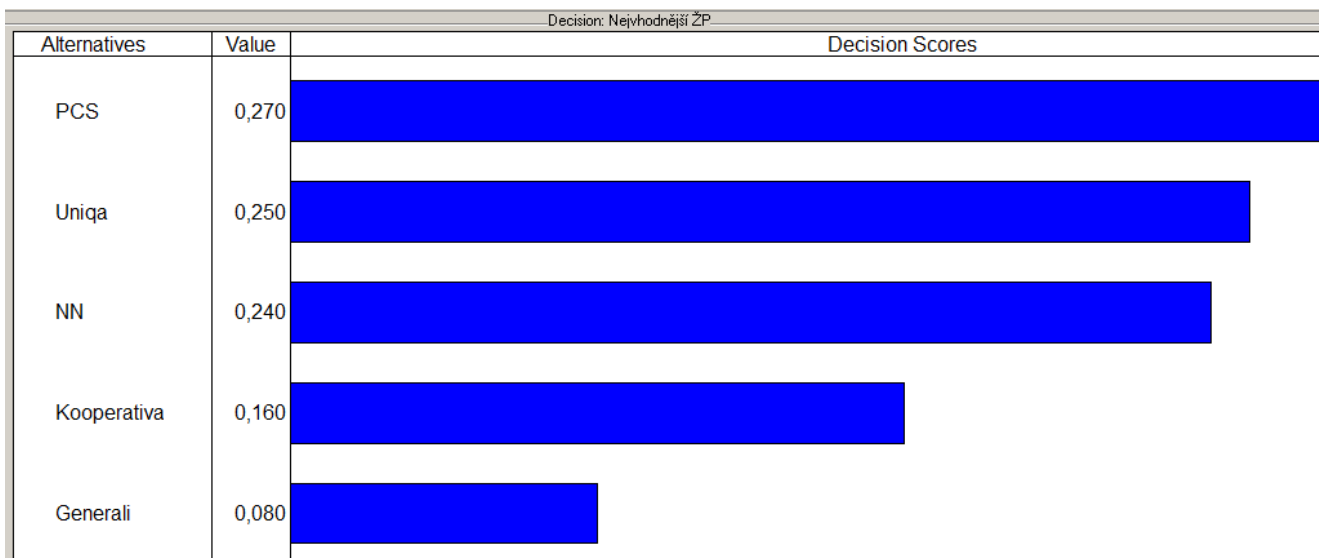 Decision: Nejvhodnější ŽP
Alternatives Value Decision Scores
PCS 0,270
Uniqa 0,250
NN 0,240
Kooperativa 0,160
Generali 0,080